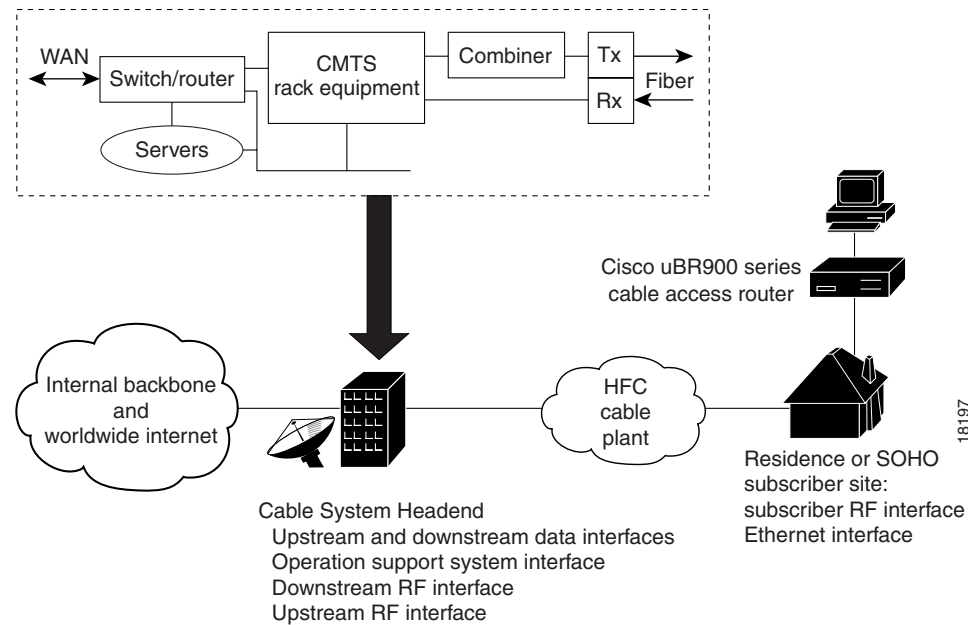 WAN
Switch/router
Servers
CMTS
rack equipment
Combiner
Tx
Fiber
Rx
Cisco uBR900 series
cable access router
Internal backbone
and
worldwide internet
HFC
cable
plant
Residence or SOHO
subscriber site:
subscriber RF interface
Ethernet interface
18197
Cable System Headend
Upstream and downstream data interfaces
Operation support system interface
Downstream RF interface
Upstream RF interface